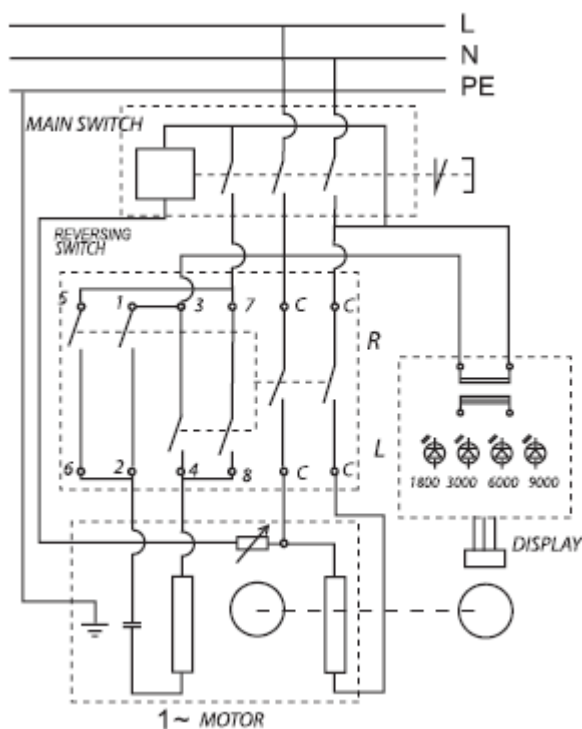 L
N
PE
MAIN SWITCH
REVERSING
SWITCH
5 1 3 7 C C
R
6 2 4 8 C C
L
1800 3000 6000 9000
DISPLAY
1~ MOTOR